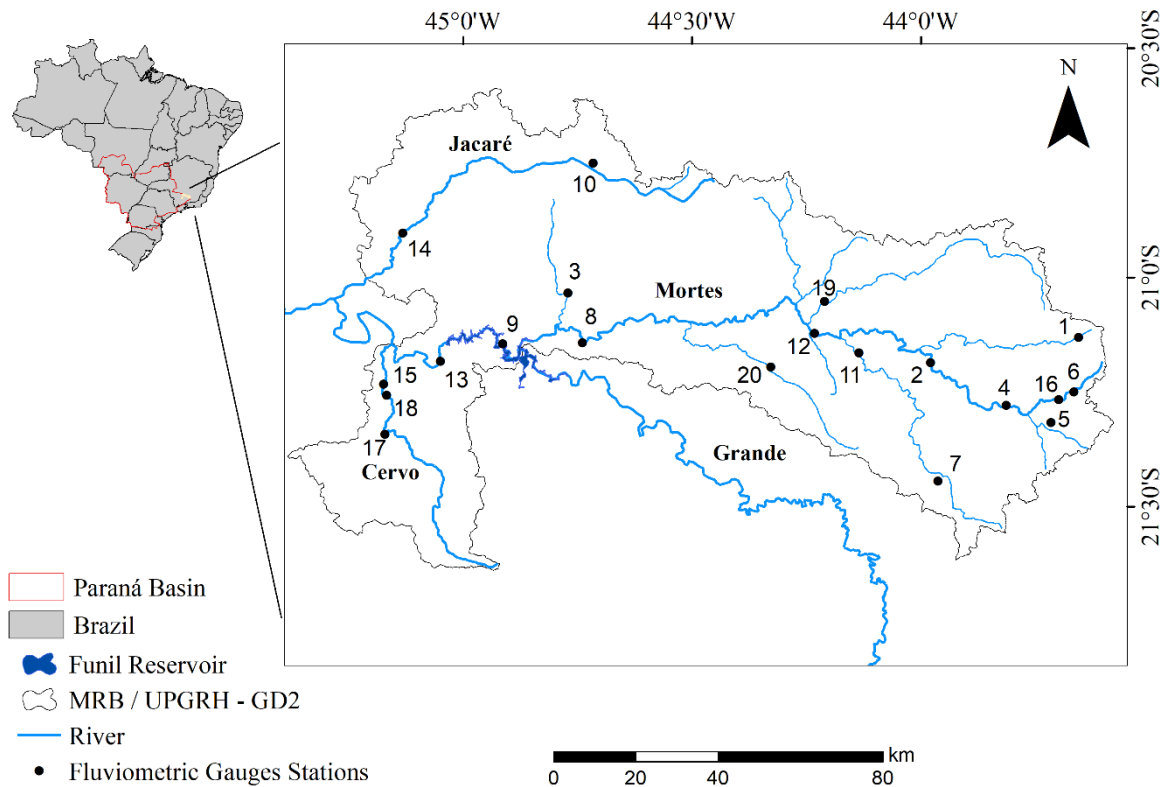 45°0'W 44°30'W 44°0'W
20°30'S
N
Jacaré
10
14
21°0'S
3
Mortes
19
1
9
8
12
6
13
11
2
15
20
4
16
18
5
17
Cervo
Grande
7
21°30'S
Paraná Basin
Brazil
Funil Reservoir
MRB / UPGRH - GD2
River
Fluviometric Gauges Stations
km
0 20 40 80